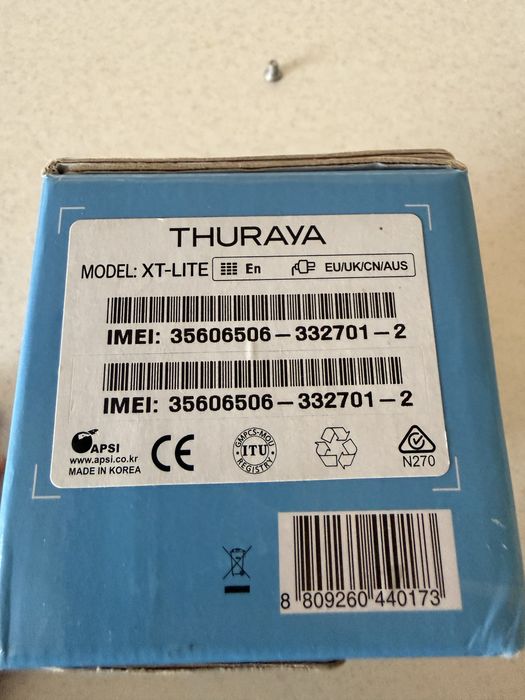 THURAYA
MODEL: XT-LITE En EU/UK/CN/AUS
IMEI: 35606506-332701-2
IMEI: 35606506-332701-2
APSI
www.apsi.co.kr
MADE IN KOREA
CE
GMPCS-MOU
ITU
REGISTRY
N270
8 809260 440173